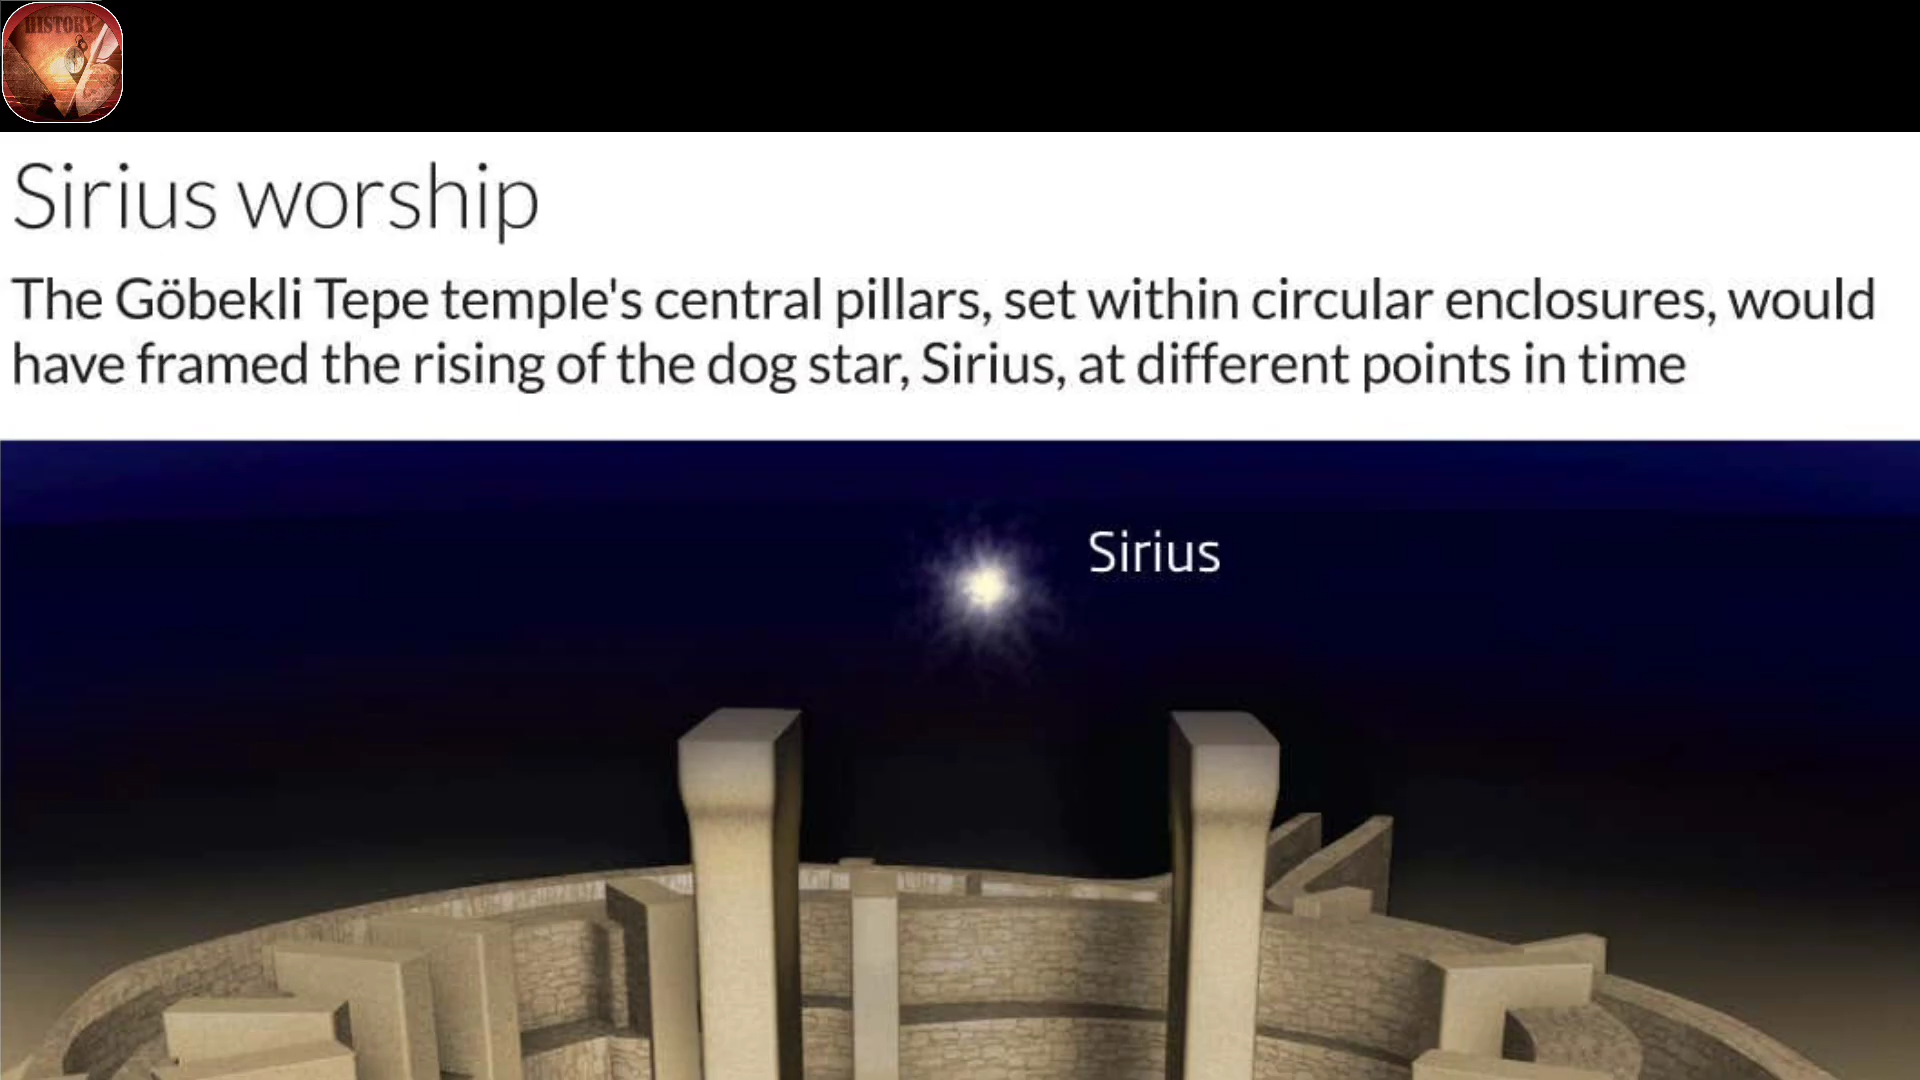 HISTORY
Sirius worship
The Göbekli Tepe temple's central pillars, set within circular enclosures, would
have framed the rising of the dog star, Sirius, at different points in time
Sirius